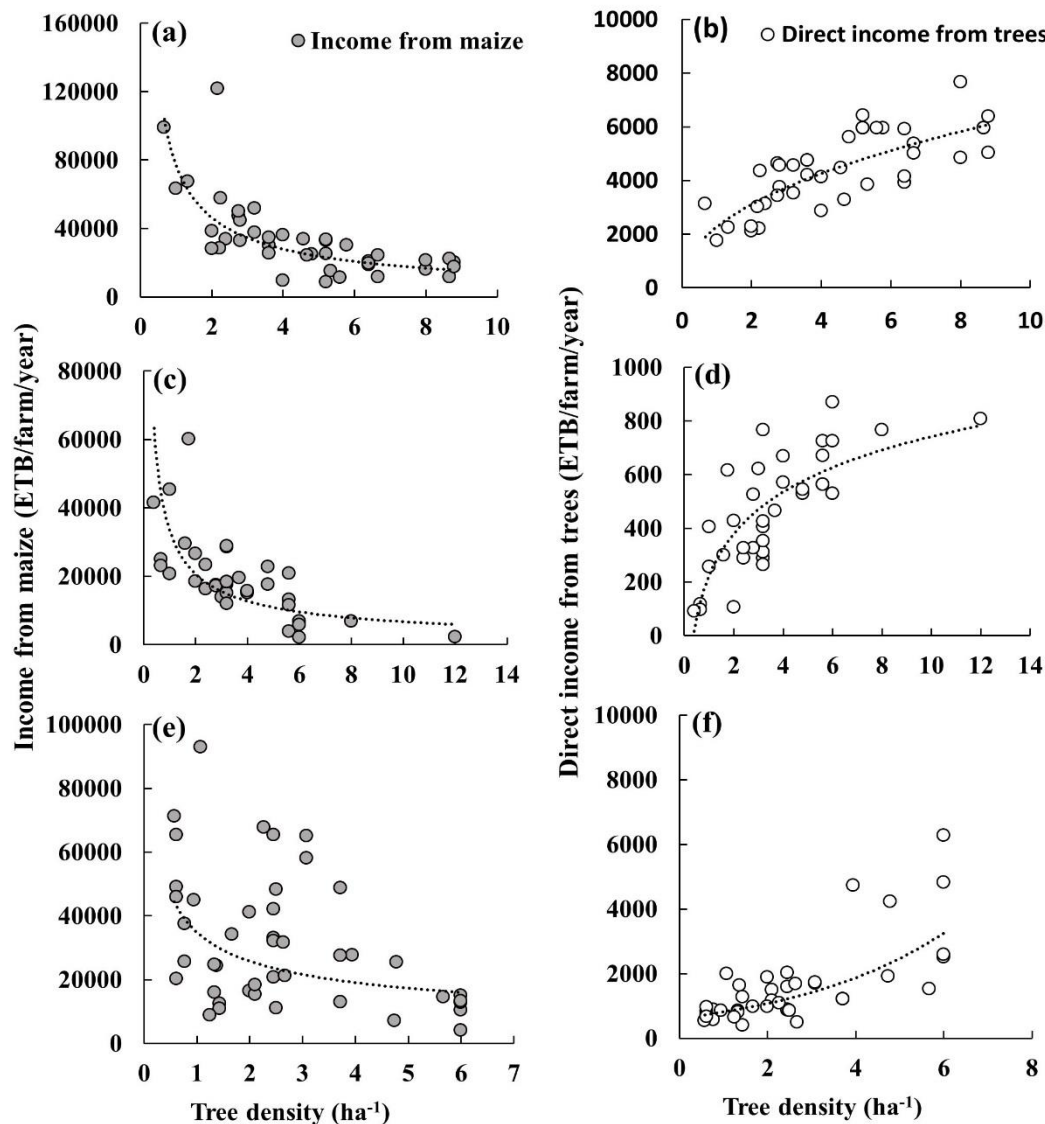 (a)
Income from maize
160000
120000
80000
40000
0
0 2 4 6 8 10
(b)
Direct income from trees
10000
8000
6000
4000
2000
0
0 2 4 6 8 10
(c)
80000
60000
40000
20000
0
0 2 4 6 8 10 12 14
(d)
1000
800
600
400
200
0
0 2 4 6 8 10 12 14
(e)
100000
80000
60000
40000
20000
0
0 1 2 3 4 5 6 7
(f)
10000
8000
6000
4000
2000
0
0 2 4 6 8
Income from maize (ETB/farm/year)
Direct income from trees (ETB/farm/year)
Tree density (ha⁻¹)
Tree density (ha⁻¹)